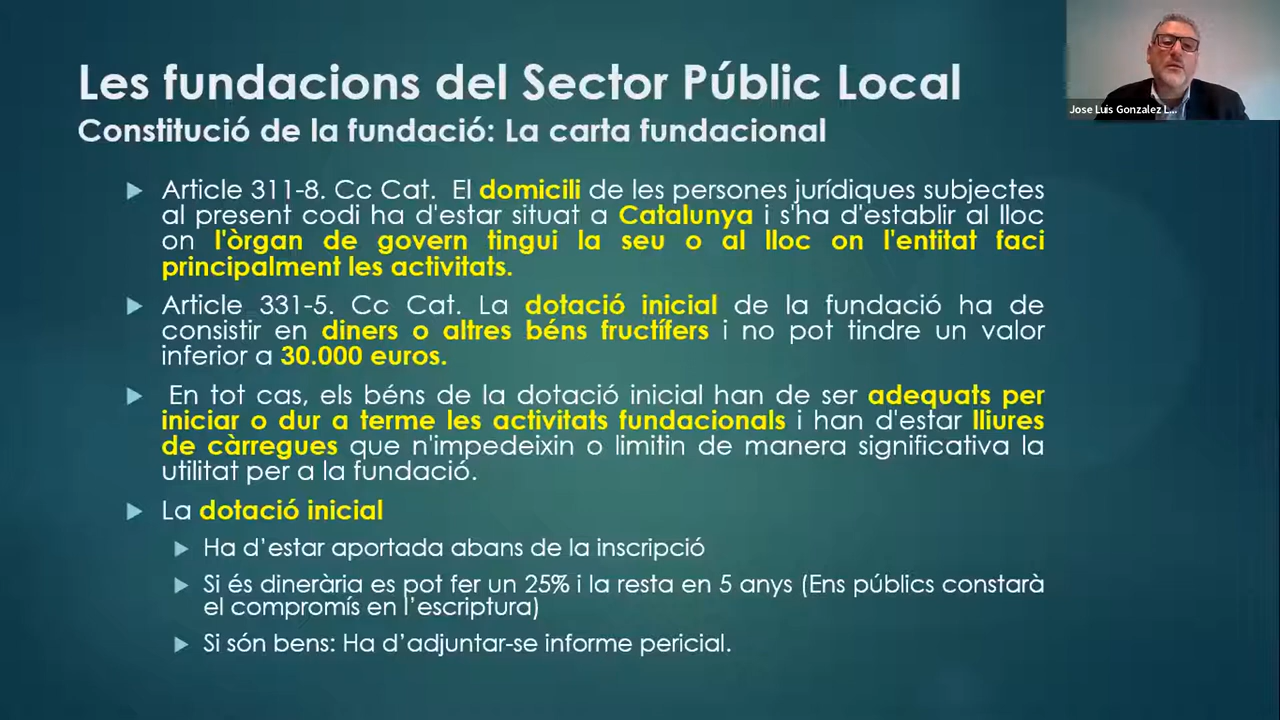 Les fundacions del Sector Públic Local
Constitució de la fundació: La carta fundacional
Jose Luis Gonzalez L...
Article 311-8. Cc Cat. El domicili de les persones jurídiques subjectes
al present codi ha d'estar situat a Catalunya i s'ha d'establir al lloc
on l'òrgan de govern tingui la seu o al lloc on l'entitat faci
principalment les activitats.
Article 331-5. Cc Cat. La dotació inicial de la fundació ha de
consistir en diners o altres béns fructífers i no pot tindre un valor
inferior a 30.000 euros.
En tot cas, els béns de la dotació inicial han de ser adequats per
iniciar o dur a terme les activitats fundacionals i han d'estar lliures
de càrregues que n'impedeixin o limitin de manera significativa la
utilitat per a la fundació.
La dotació inicial
Ha d’estar aportada abans de la inscripció
Si és dinerària es pot fer un 25% i la resta en 5 anys (Ens públics constarà
el compromís en l’escriptura)
Si són bens: Ha d’adjuntar-se informe pericial.